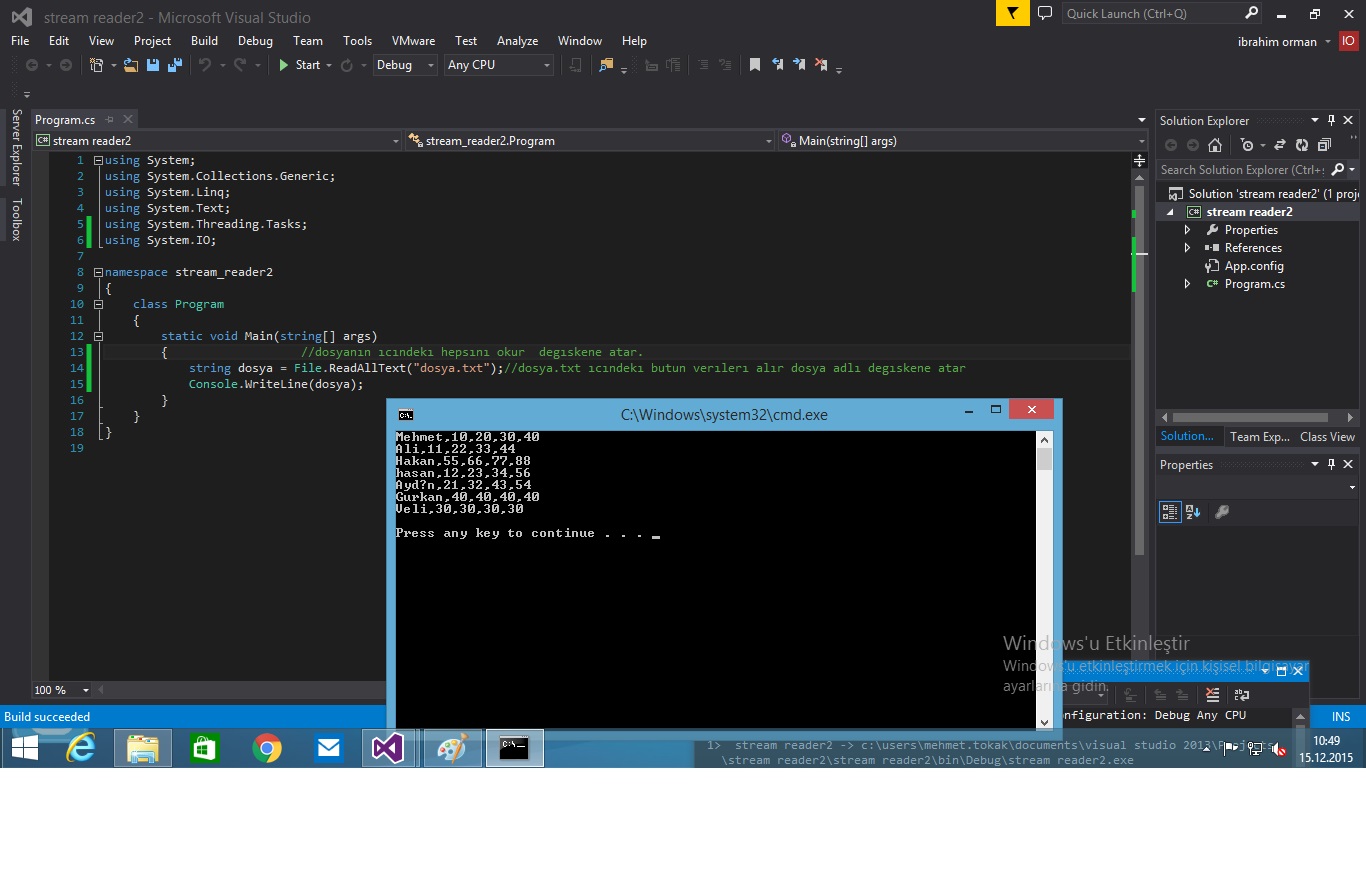 stream reader2 - Microsoft Visual Studio
Quick Launch (Ctrl+Q)
File Edit View Project Build Debug Team Tools VMware Test Analyze Window Help
ibrahim orman IO
Start Debug Any CPU
Server Explorer
Toolbox
Program.cs
stream reader2 stream_reader2.Program Main(string[] args)
1 using System;
2 using System.Collections.Generic;
3 using System.Linq;
4 using System.Text;
5 using System.Threading.Tasks;
6 using System.IO;
7
8 namespace stream_reader2
9 {
10 class Program
11 {
12 static void Main(string[] args)
13 { //dosyanın ıcındekı hepsını okur degıskene atar.
14 string dosya = File.ReadAllText("dosya.txt");//dosya.txt ıcındekı butun verılerı alır dosya adlı degıskene atar
15 Console.WriteLine(dosya);
16 }
17 }
18 }
19
C:\Windows\system32\cmd.exe
Mehmet,10,20,30,40
Ali,11,22,33,44
Hakan,55,66,77,88
hasan,12,23,34,56
Ayd?n,21,32,43,54
Gurkan,40,40,40,40
Veli,30,30,30,30
Press any key to continue . . .
Solution Explorer
Search Solution Explorer (Ctrl+;
Solution 'stream reader2' (1 proj
stream reader2
Properties
References
App.config
Program.cs
Solution... Team Exp... Class View
Properties
Windows'u Etkinleştir
Windows'u etkinleştirmek için kişisel bilgisayar
ayarlarına gidin.
100 %
Build succeeded
nfiguration: Debug Any CPU
INS
1> stream reader2 -> c:\users\mehmet.tokak\documents\visual studio 2013\Projects
\stream reader2\stream reader2\bin\Debug\stream reader2.exe
10:49
15.12.2015